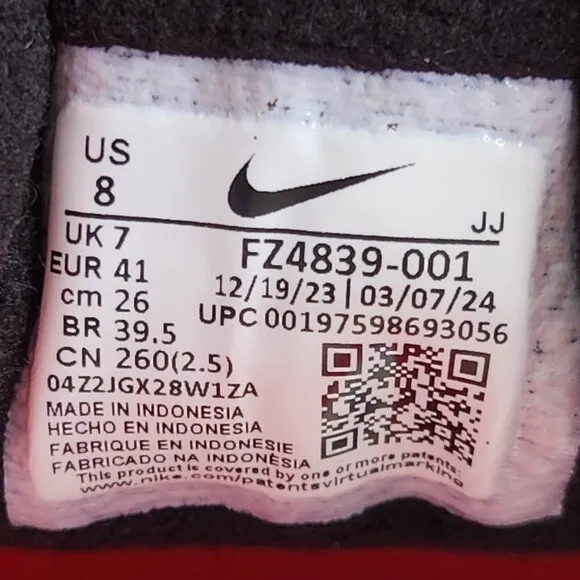 US
8
JJ
UK 7
EUR 41
cm 26
BR 39.5
CN 260(2.5)
FZ4839-001
12/19/23 | 03/07/24
UPC 00197598693056
04Z2JGX28W1ZA
MADE IN INDONESIA
HECHO EN INDONESIA
FABRIQUE EN INDONESIE
FABRICADO NA INDONÉSIA
This product is covered by one or more patents.
www.nike.com/patentsvirtualmarking